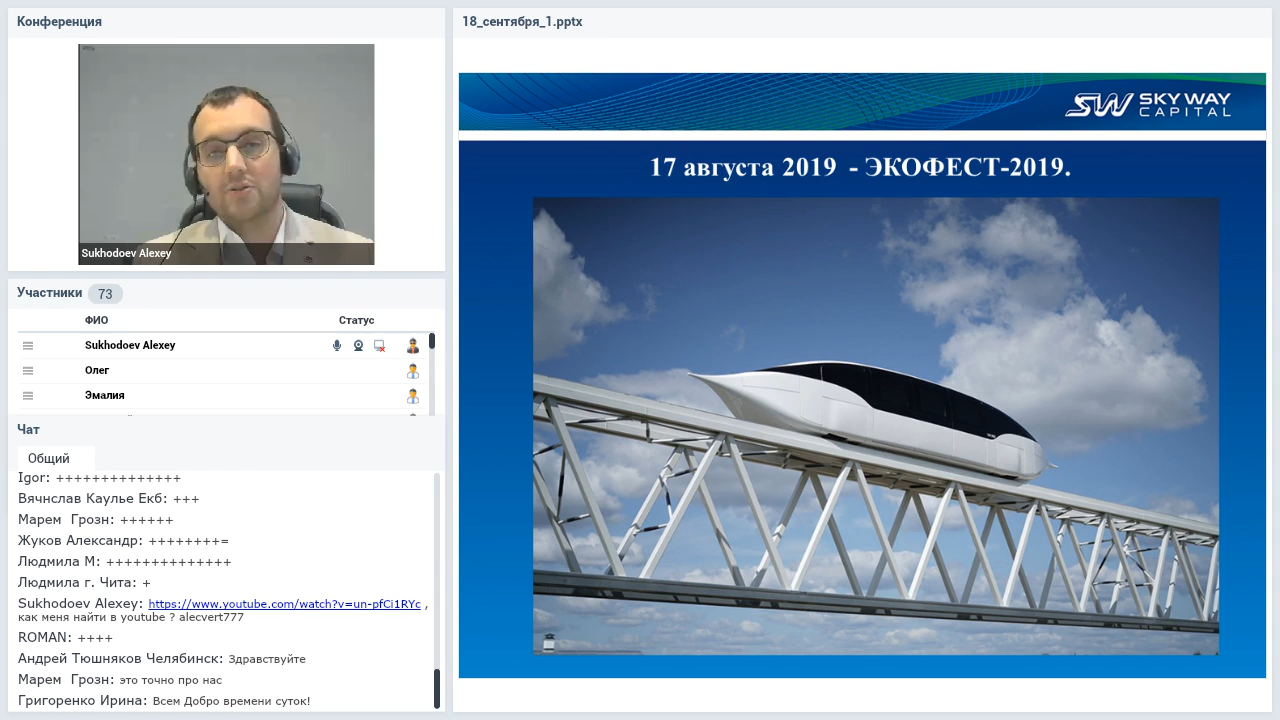 Конференция
Sukhodoev Alexey
Участники 73
ФИО Статус
Sukhodoev Alexey
Олег
Эмалия
Чат
Общий
Igor: ++++++++++++++
Вячнслав Каулье Екб: +++
Марем Грозн: ++++++
Жуков Александр: ++++++++=
Людмила М: ++++++++++++++
Людмила г. Чита: +
Sukhodoev Alexey: https://www.youtube.com/watch?v=un-pfCi1RYc ,
как меня найти в youtube ? alecvert777
ROMAN: ++++
Андрей Тюшняков Челябинск: Здравствуйте
Марем Грозн: это точно про нас
Григоренко Ирина: Всем Добро времени суток!
18_сентября_1.pptx
SW SKY WAY
CAPITAL
17 августа 2019 - ЭКОФЕСТ-2019.